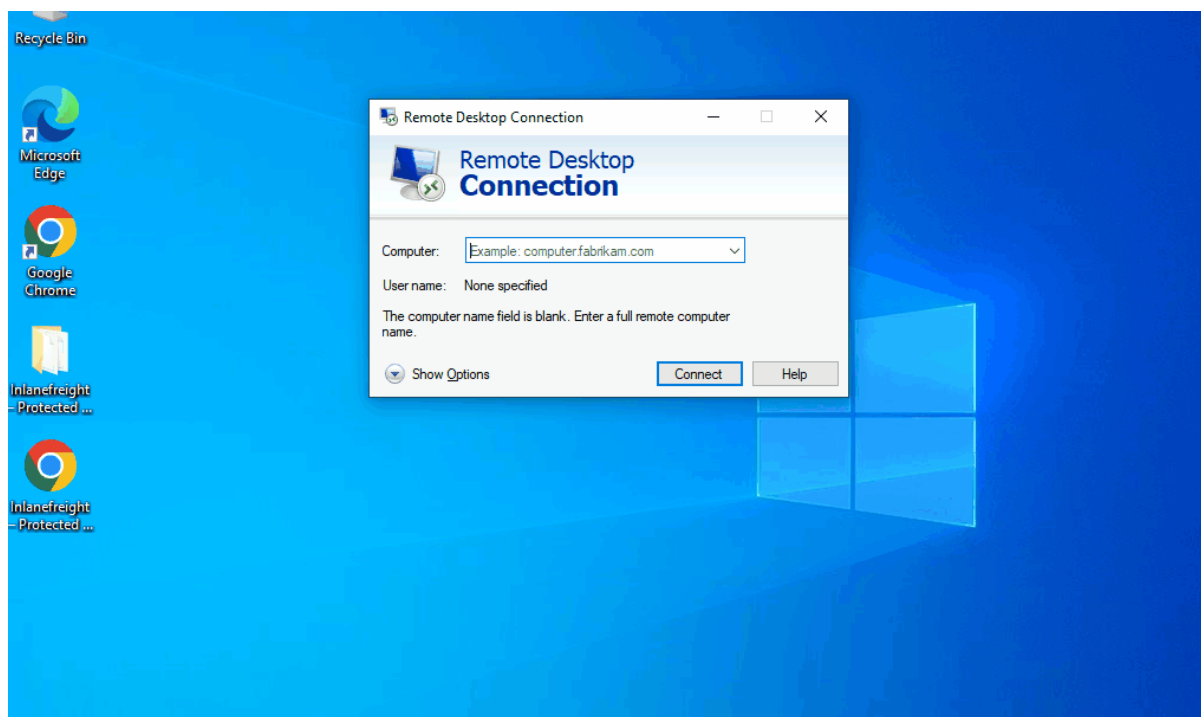 Recycle Bin
Microsoft
Edge
Google
Chrome
Inlanefreight
– Protected ...
Inlanefreight
– Protected ...
Remote Desktop Connection
Remote Desktop
Connection
Computer: Example: computer.fabrikam.com
User name: None specified
The computer name field is blank. Enter a full remote computer
name.
Show Options Connect Help